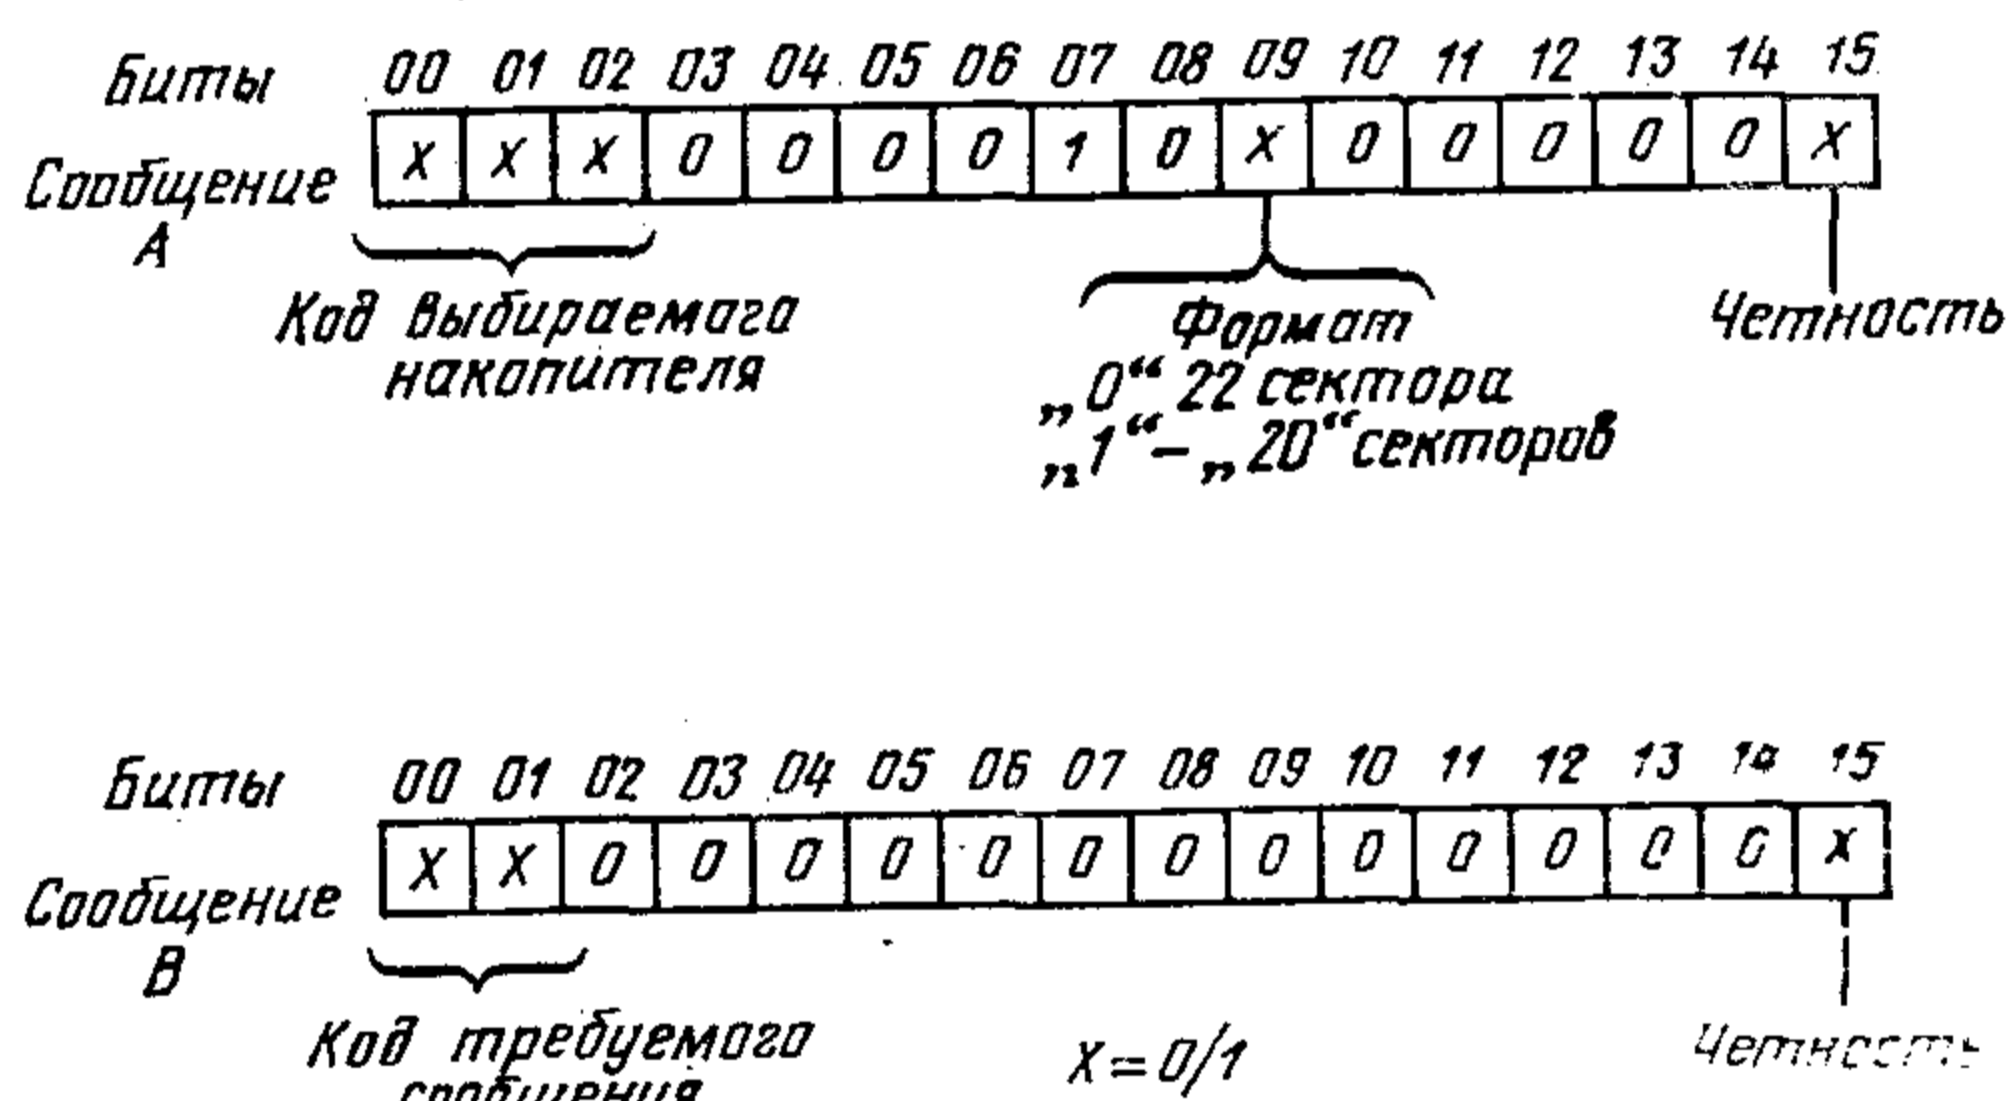 Биты 00 01 02 03 04 05 06 07 08 09 10 11 12 13 14 15
Сообщение А X X X 0 0 0 0 1 0 X 0 0 0 0 0 X
Код выбираемого накопителя
Формат
„0“ 22 сектора
„1“ – „20“ секторов
Четность
Биты 00 01 02 03 04 05 06 07 08 09 10 11 12 13 14 15
Сообщение В X X 0 0 0 0 0 0 0 0 0 0 0 0 0 X
Код требуемого сообщения
X=0/1
Четность